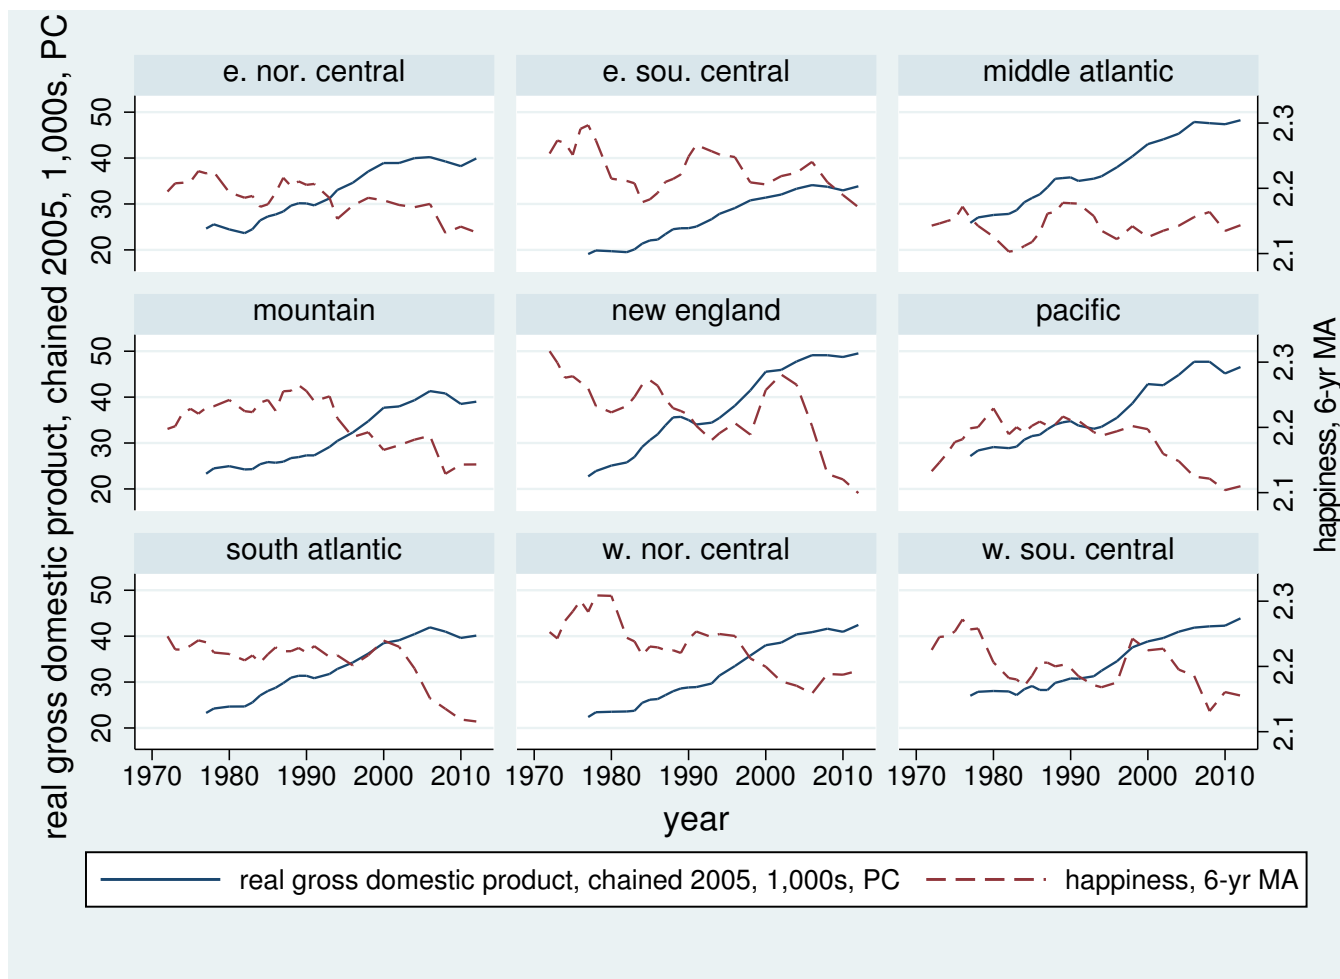 real gross domestic product, chained 2005, 1,000s, PC
e. nor. central
e. sou. central
middle atlantic
50
40
30
20
2.3
2.2
2.1
mountain
new england
pacific
50
40
30
20
2.3
2.2
2.1
happiness, 6-yr MA
south atlantic
w. nor. central
w. sou. central
50
40
30
20
2.3
2.2
2.1
1970 1980 1990 2000 2010
1970 1980 1990 2000 2010
1970 1980 1990 2000 2010
year
real gross domestic product, chained 2005, 1,000s, PC
happiness, 6-yr MA